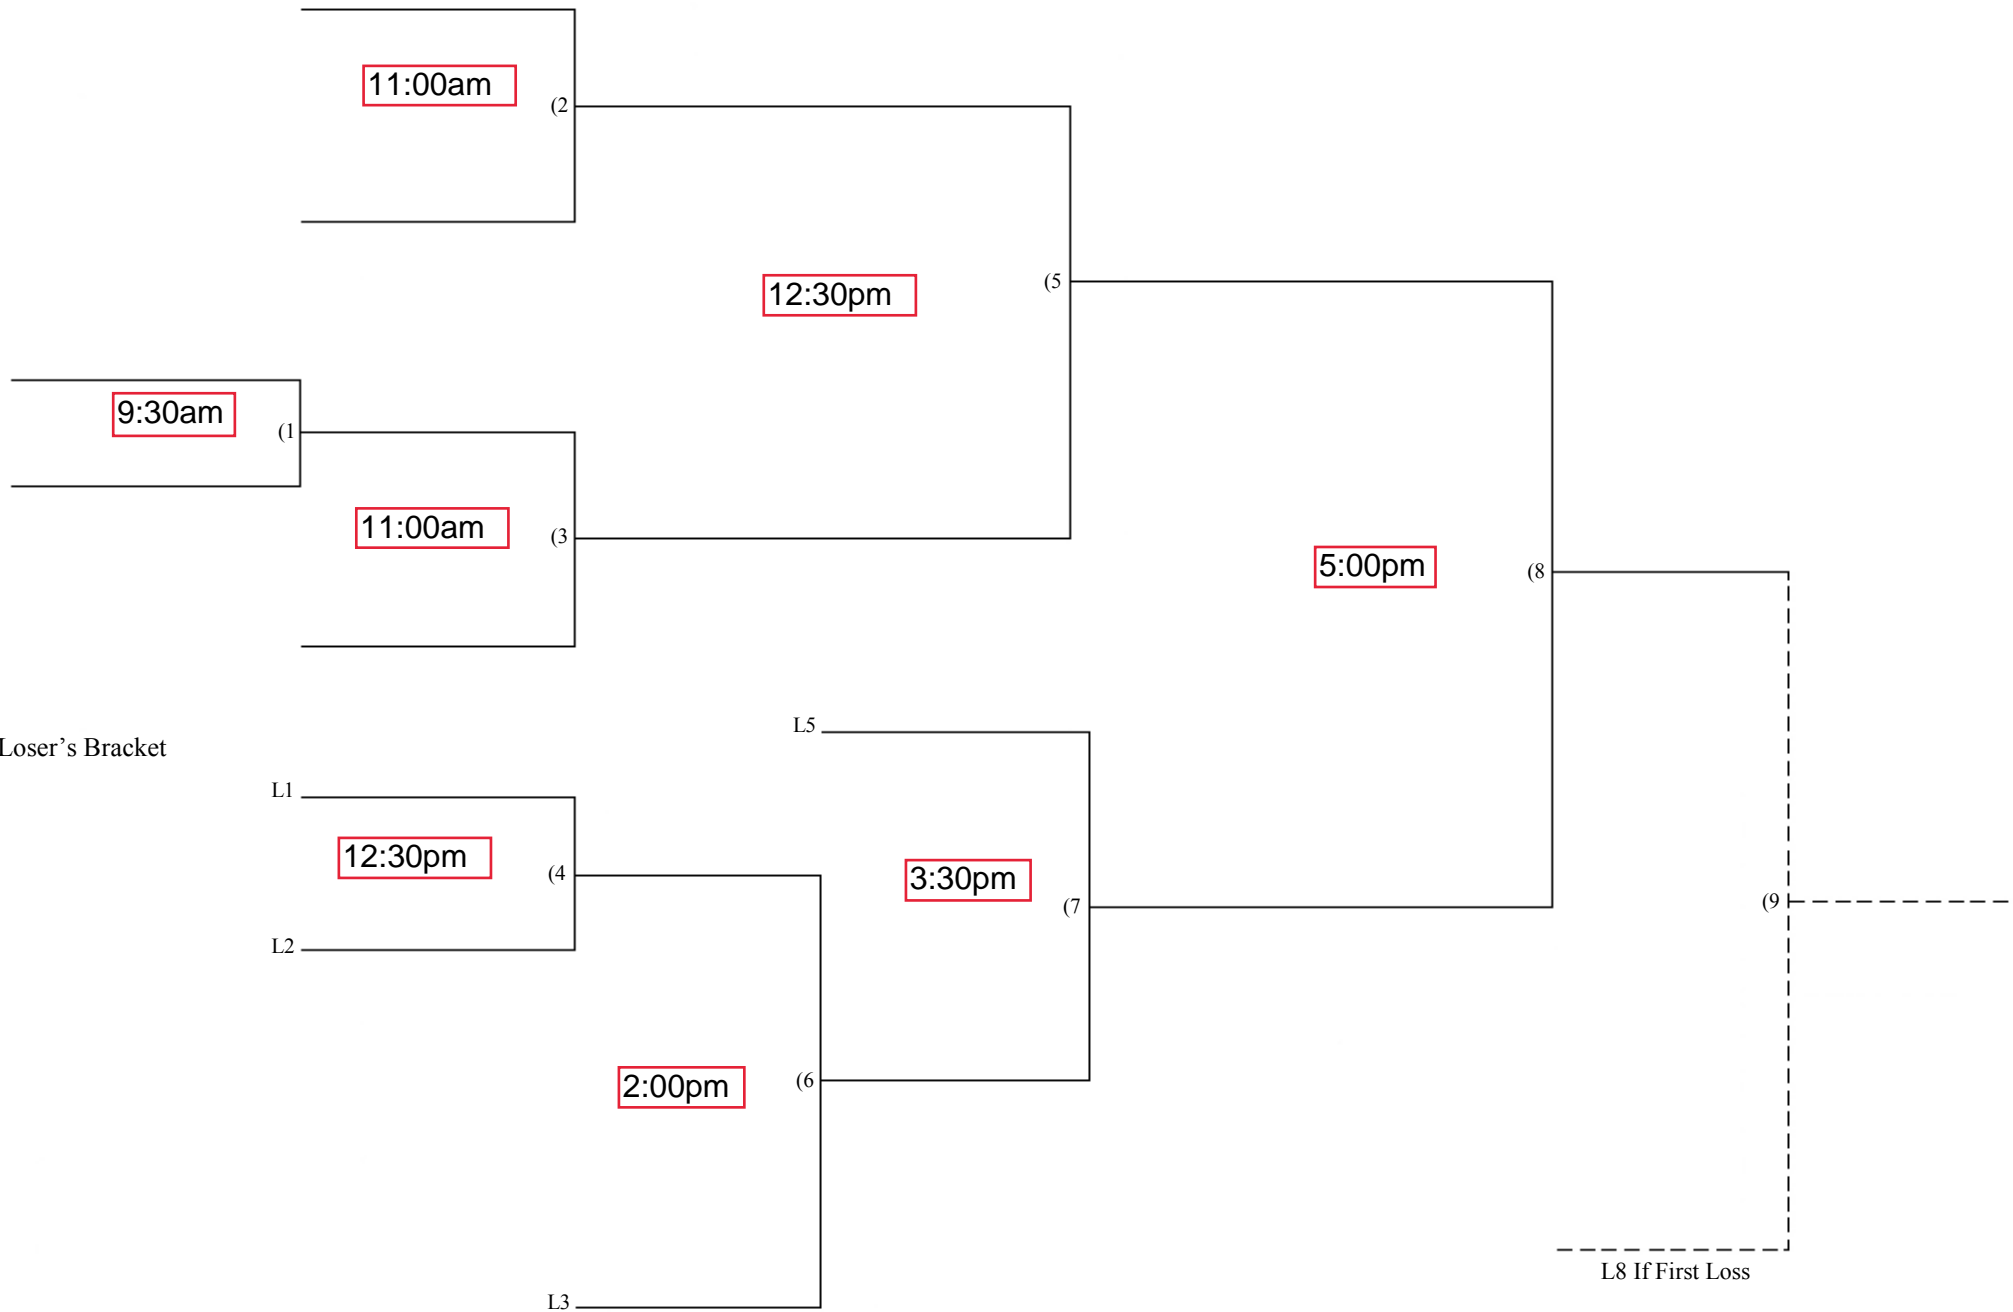 11:00am
(2
12:30pm
(5
9:30am
(1
11:00am
(3
5:00pm
(8
Loser’s Bracket
L5
L1
12:30pm
(4
3:30pm
(7
(9
L2
2:00pm
(6
L8 If First Loss
L3